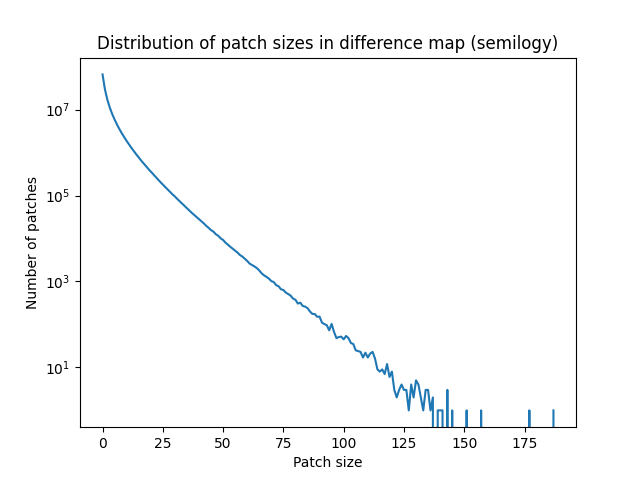 Distribution of patch sizes in difference map (semilogy)
Number of patches
10^7
10^5
10^3
10^1
0 25 50 75 100 125 150 175
Patch size